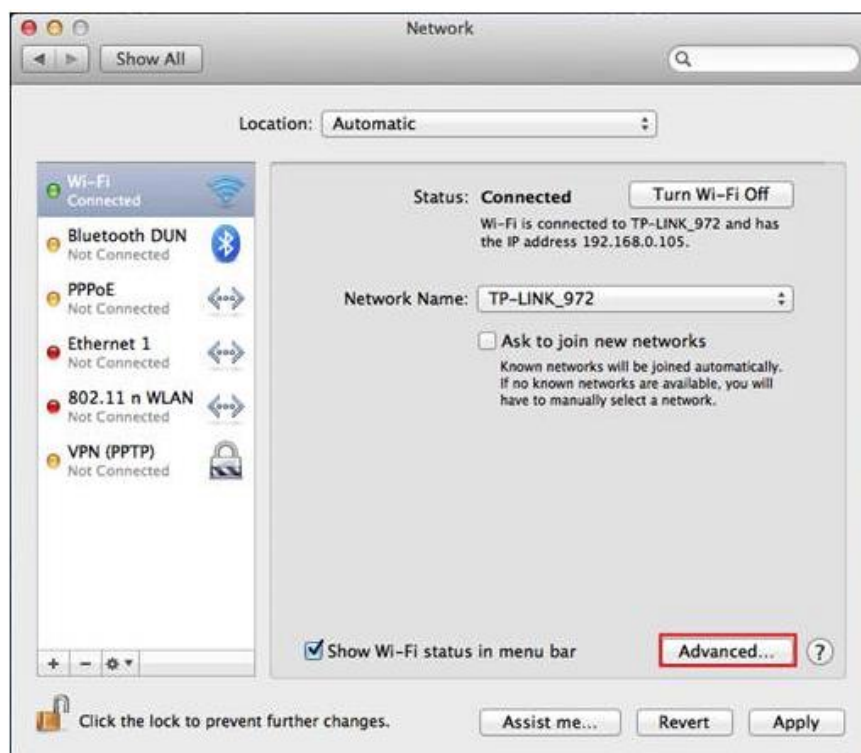 Network
Show All
Location: Automatic
Wi-Fi
Connected
Bluetooth DUN
Not Connected
PPPoE
Not Connected
Ethernet 1
Not Connected
802.11 n WLAN
Not Connected
VPN (PPTP)
Not Connected
Status: Connected Turn Wi-Fi Off
Wi-Fi is connected to TP-LINK_972 and has
the IP address 192.168.0.105.
Network Name: TP-LINK_972
Ask to join new networks
Known networks will be joined automatically.
If no known networks are available, you will
have to manually select a network.
Show Wi-Fi status in menu bar Advanced... ?
Click the lock to prevent further changes. Assist me... Revert Apply